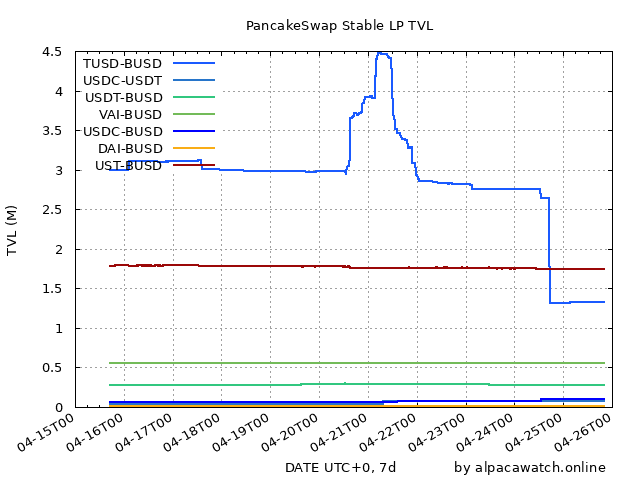 PancakeSwap Stable LP TVL
TVL (M)
4.5
4
3.5
3
2.5
2
1.5
1
0.5
0
TUSD-BUSD
USDC-USDT
USDT-BUSD
VAI-BUSD
USDC-BUSD
DAI-BUSD
UST-BUSD
04-15T00
04-16T00
04-17T00
04-18T00
04-19T00
04-20T00
04-21T00
04-22T00
04-23T00
04-24T00
04-25T00
04-26T00
DATE UTC+0, 7d
by alpacawatch.online